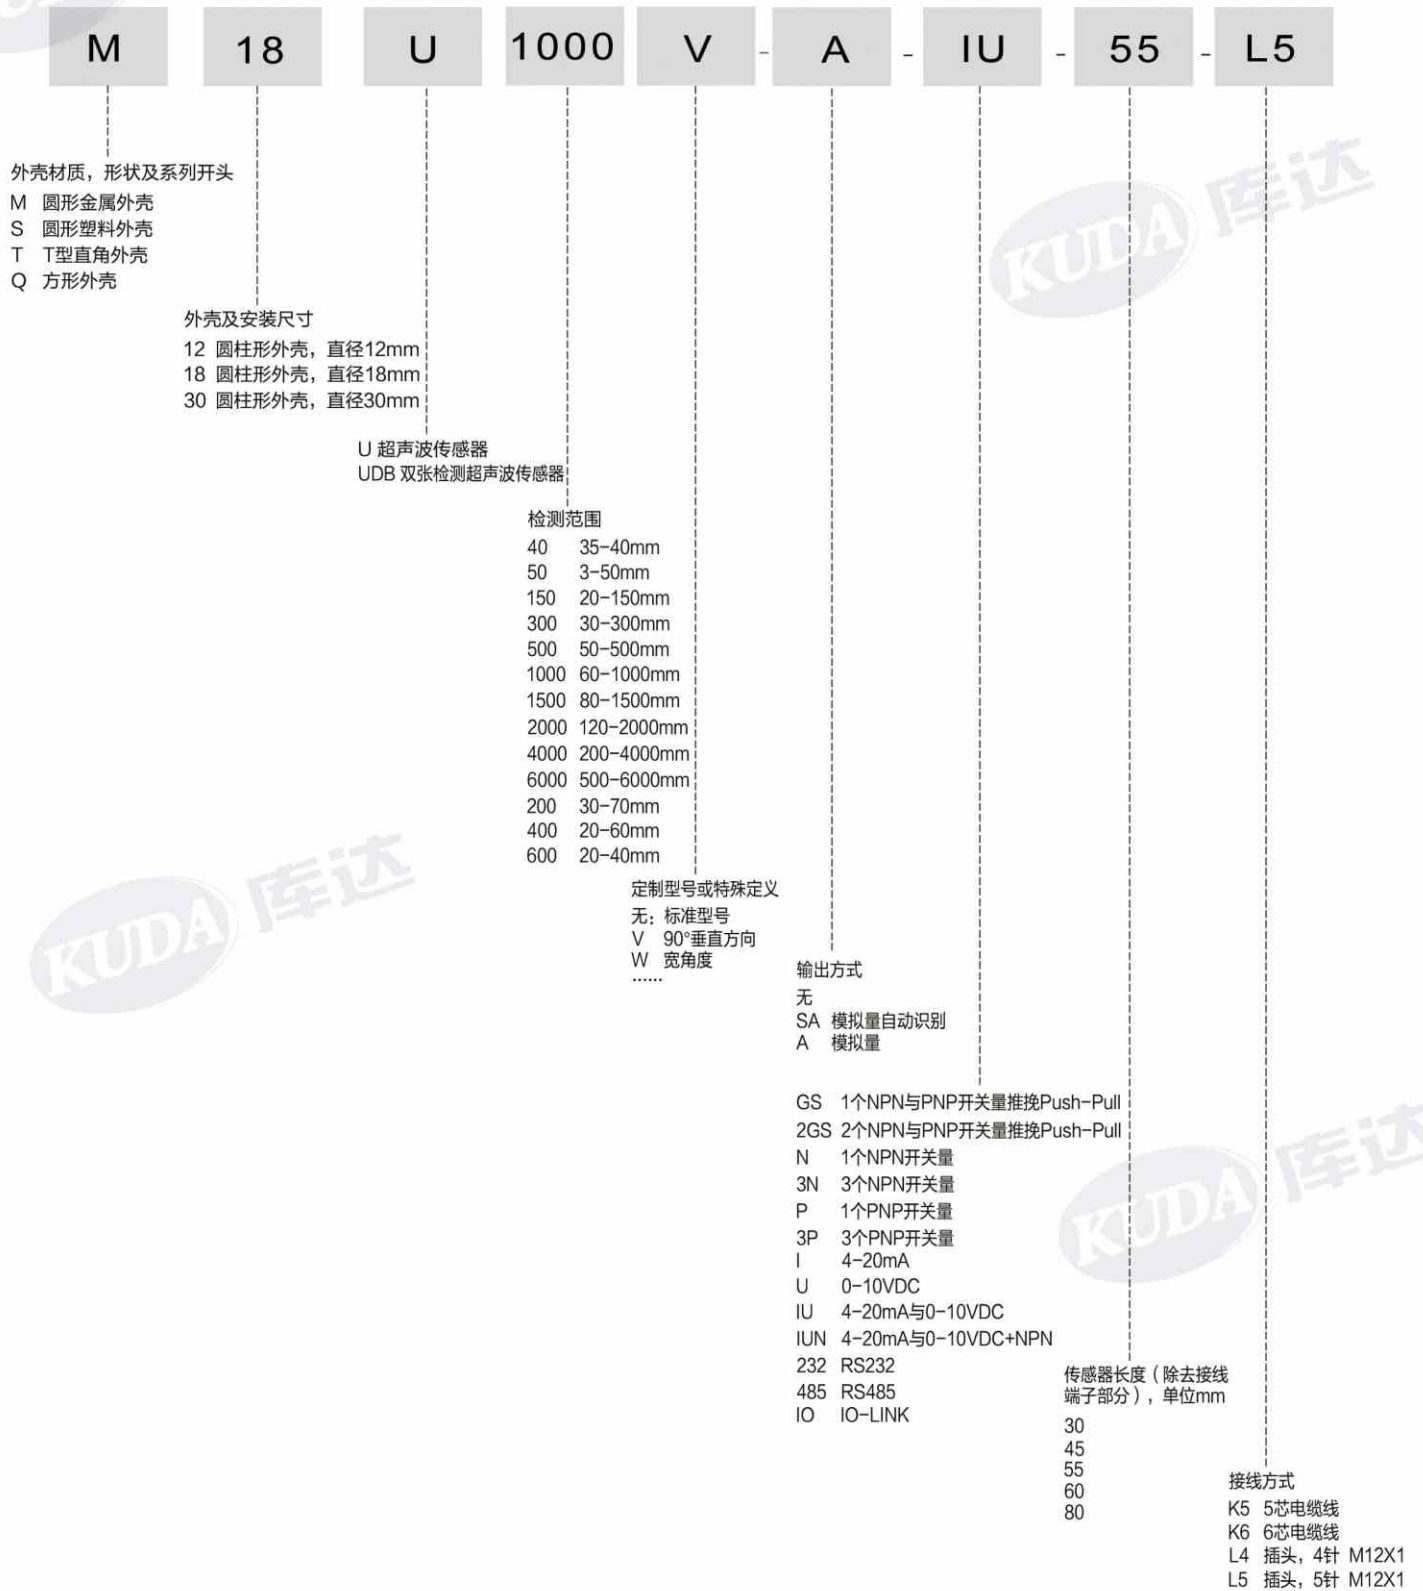 M 18 U 1000 V - A - IU - 55 - L5
外壳材质，形状及系列开头
M 圆形金属外壳
S 圆形塑料外壳
T T型直角外壳
Q 方形外壳
外壳及安装尺寸
12 圆柱形外壳，直径12mm
18 圆柱形外壳，直径18mm
30 圆柱形外壳，直径30mm
U 超声波传感器
UDB 双张检测超声波传感器
检测范围
40 35-40mm
50 3-50mm
150 20-150mm
300 30-300mm
500 50-500mm
1000 60-1000mm
1500 80-1500mm
2000 120-2000mm
4000 200-4000mm
6000 500-6000mm
200 30-70mm
400 20-60mm
600 20-40mm
定制型号或特殊定义
无：标准型号
V 90°垂直方向
W 宽角度
……
输出方式
无
SA 模拟量自动识别
A 模拟量
GS 1个NPN与PNP开关量推挽Push-Pull
2GS 2个NPN与PNP开关量推挽Push-Pull
N 1个NPN开关量
3N 3个NPN开关量
P 1个PNP开关量
3P 3个PNP开关量
I 4-20mA
U 0-10VDC
IU 4-20mA与0-10VDC
IUN 4-20mA与0-10VDC+NPN
232 RS232
485 RS485
IO IO-LINK
传感器长度（除去接线
端子部分），单位mm
30
45
55
60
80
接线方式
K5 5芯电缆线
K6 6芯电缆线
L4 插头，4针 M12X1
L5 插头，5针 M12X1
KUDA 库达
KUDA 库达
KUDA 库达